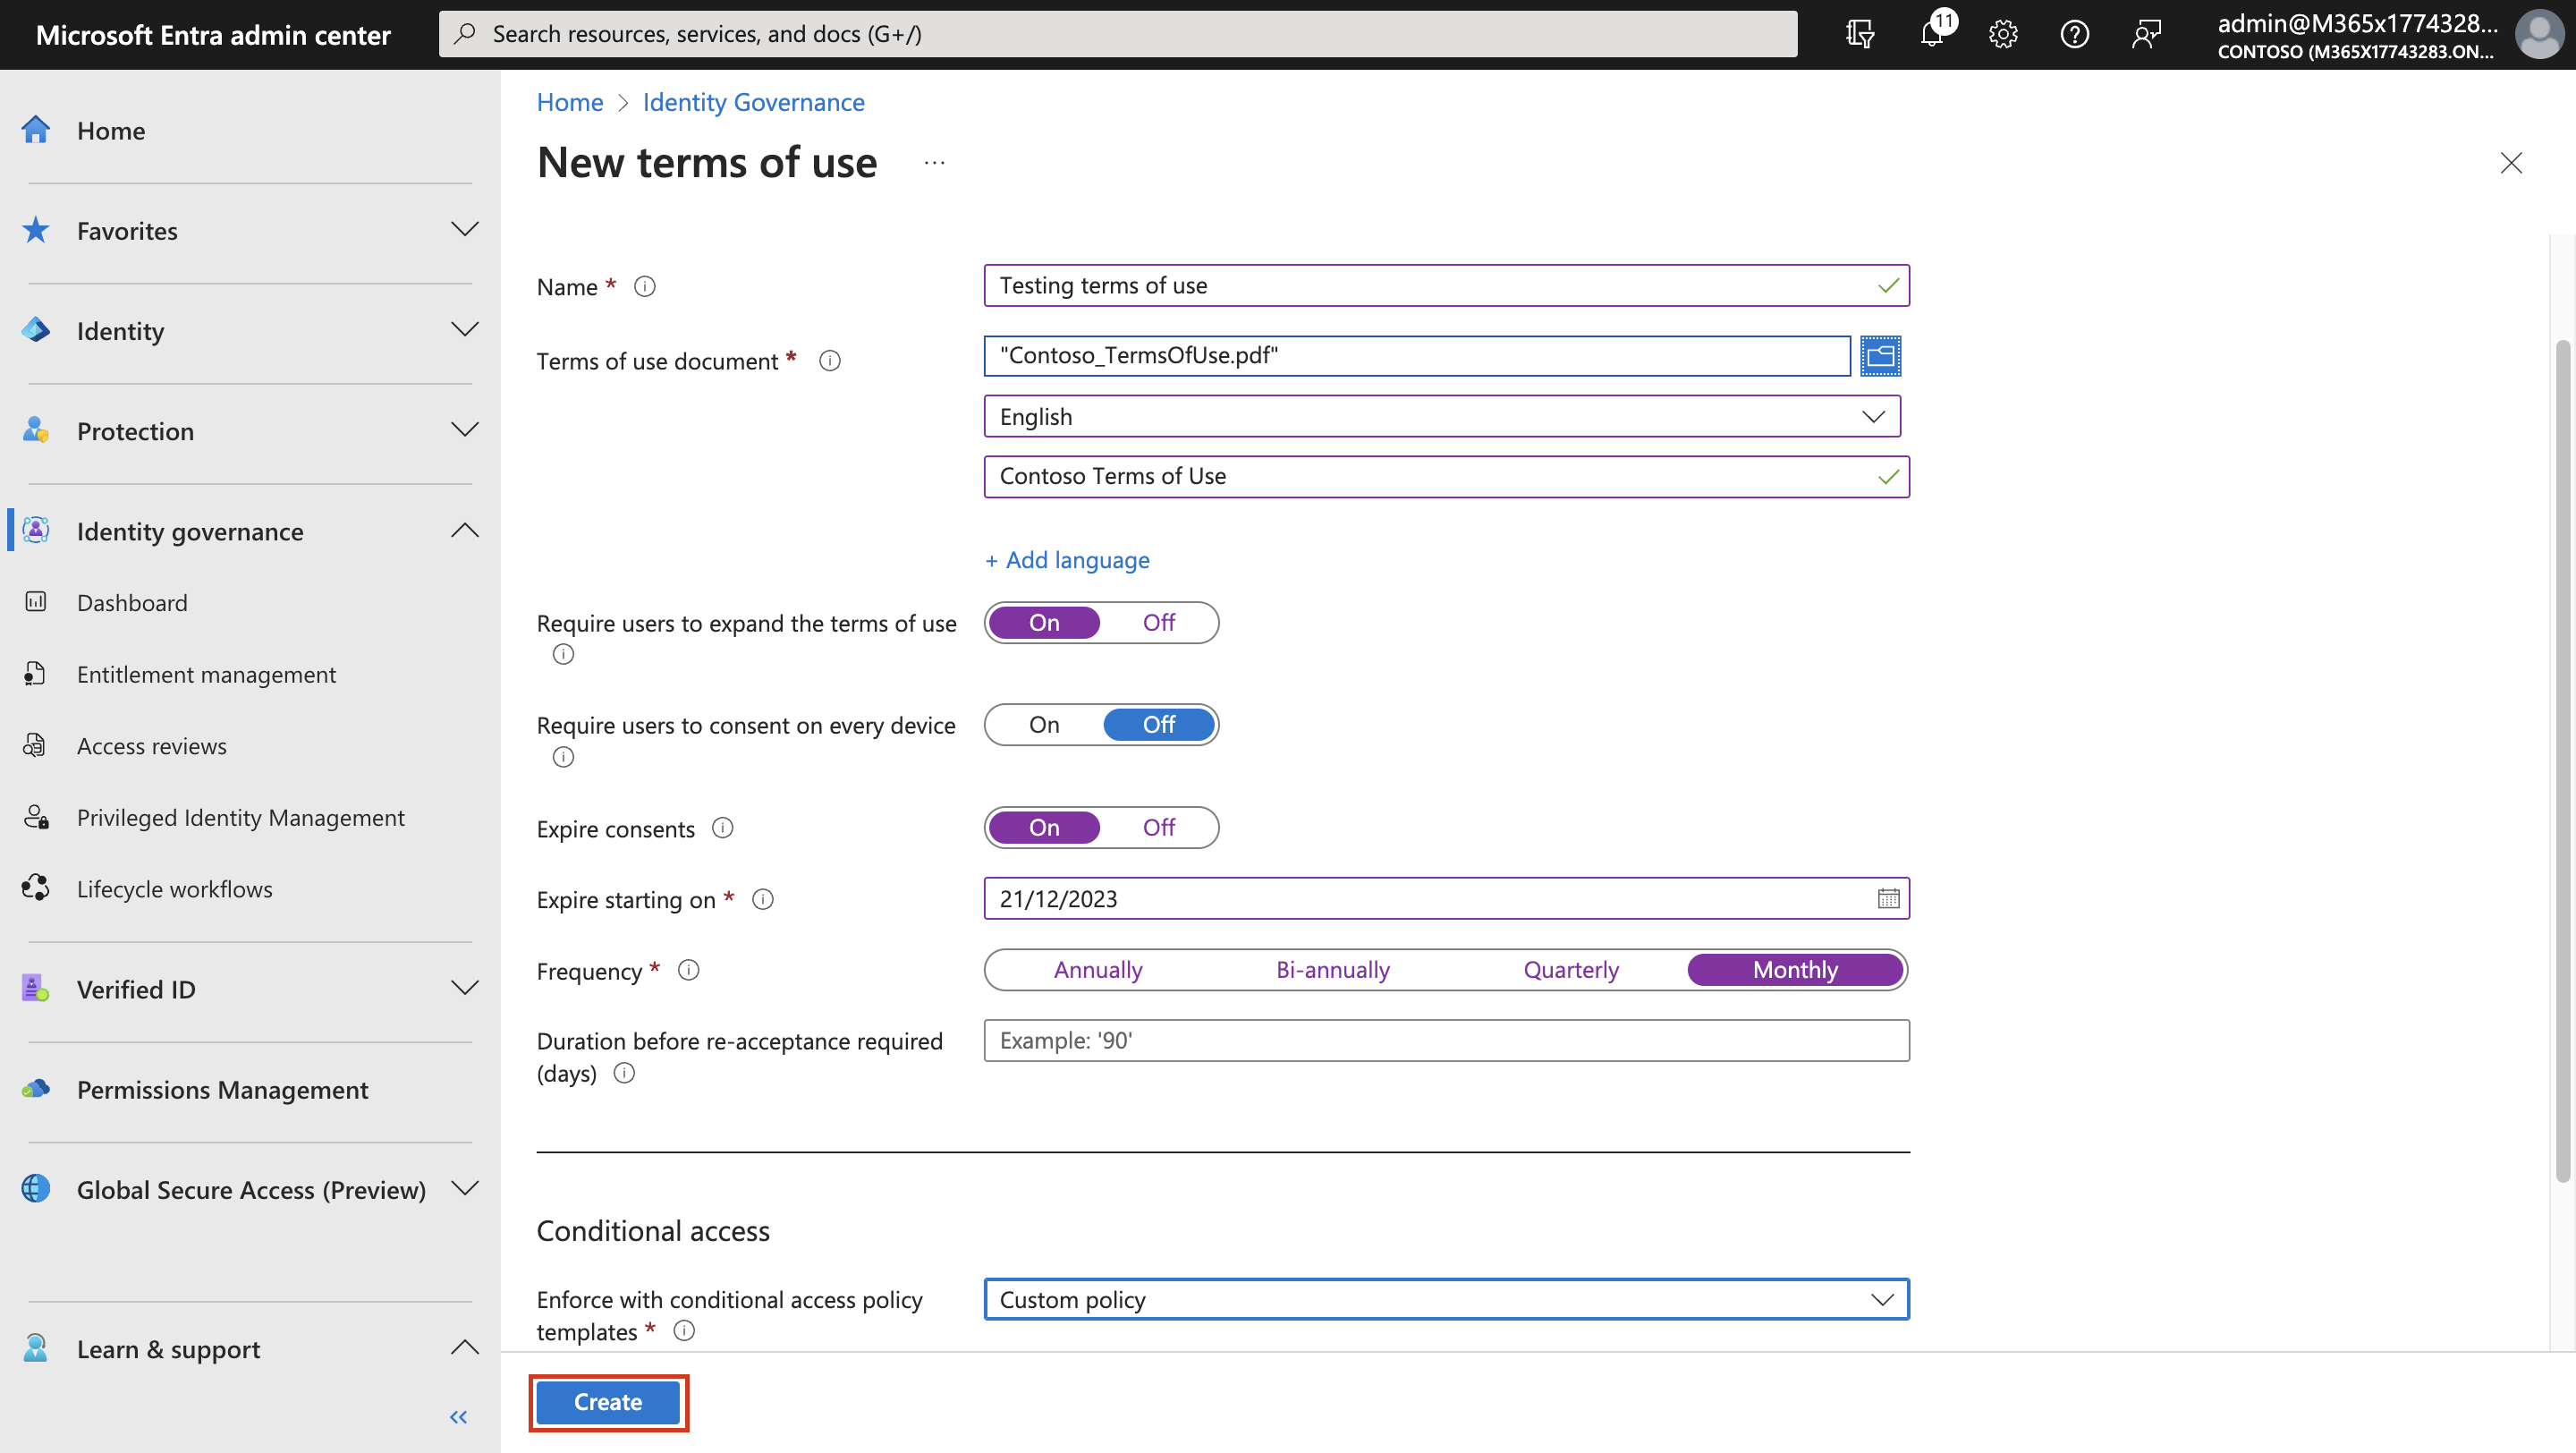 Microsoft Entra admin center
Search resources, services, and docs (G+/)
11
admin@M365x1774328...
CONTOSO (M365X17743283.ON...
Home
Favorites
Identity
Protection
Identity governance
Dashboard
Entitlement management
Access reviews
Privileged Identity Management
Lifecycle workflows
Verified ID
Permissions Management
Global Secure Access (Preview)
Learn & support
Home > Identity Governance
New terms of use ...
Name *
Testing terms of use
Terms of use document *
"Contoso_TermsOfUse.pdf"
English
Contoso Terms of Use
+ Add language
Require users to expand the terms of use
On Off
Require users to consent on every device
On Off
Expire consents
On Off
Expire starting on *
21/12/2023
Frequency *
Annually Bi-annually Quarterly Monthly
Duration before re-acceptance required
(days)
Example: '90'
Conditional access
Enforce with conditional access policy
templates *
Custom policy
Create